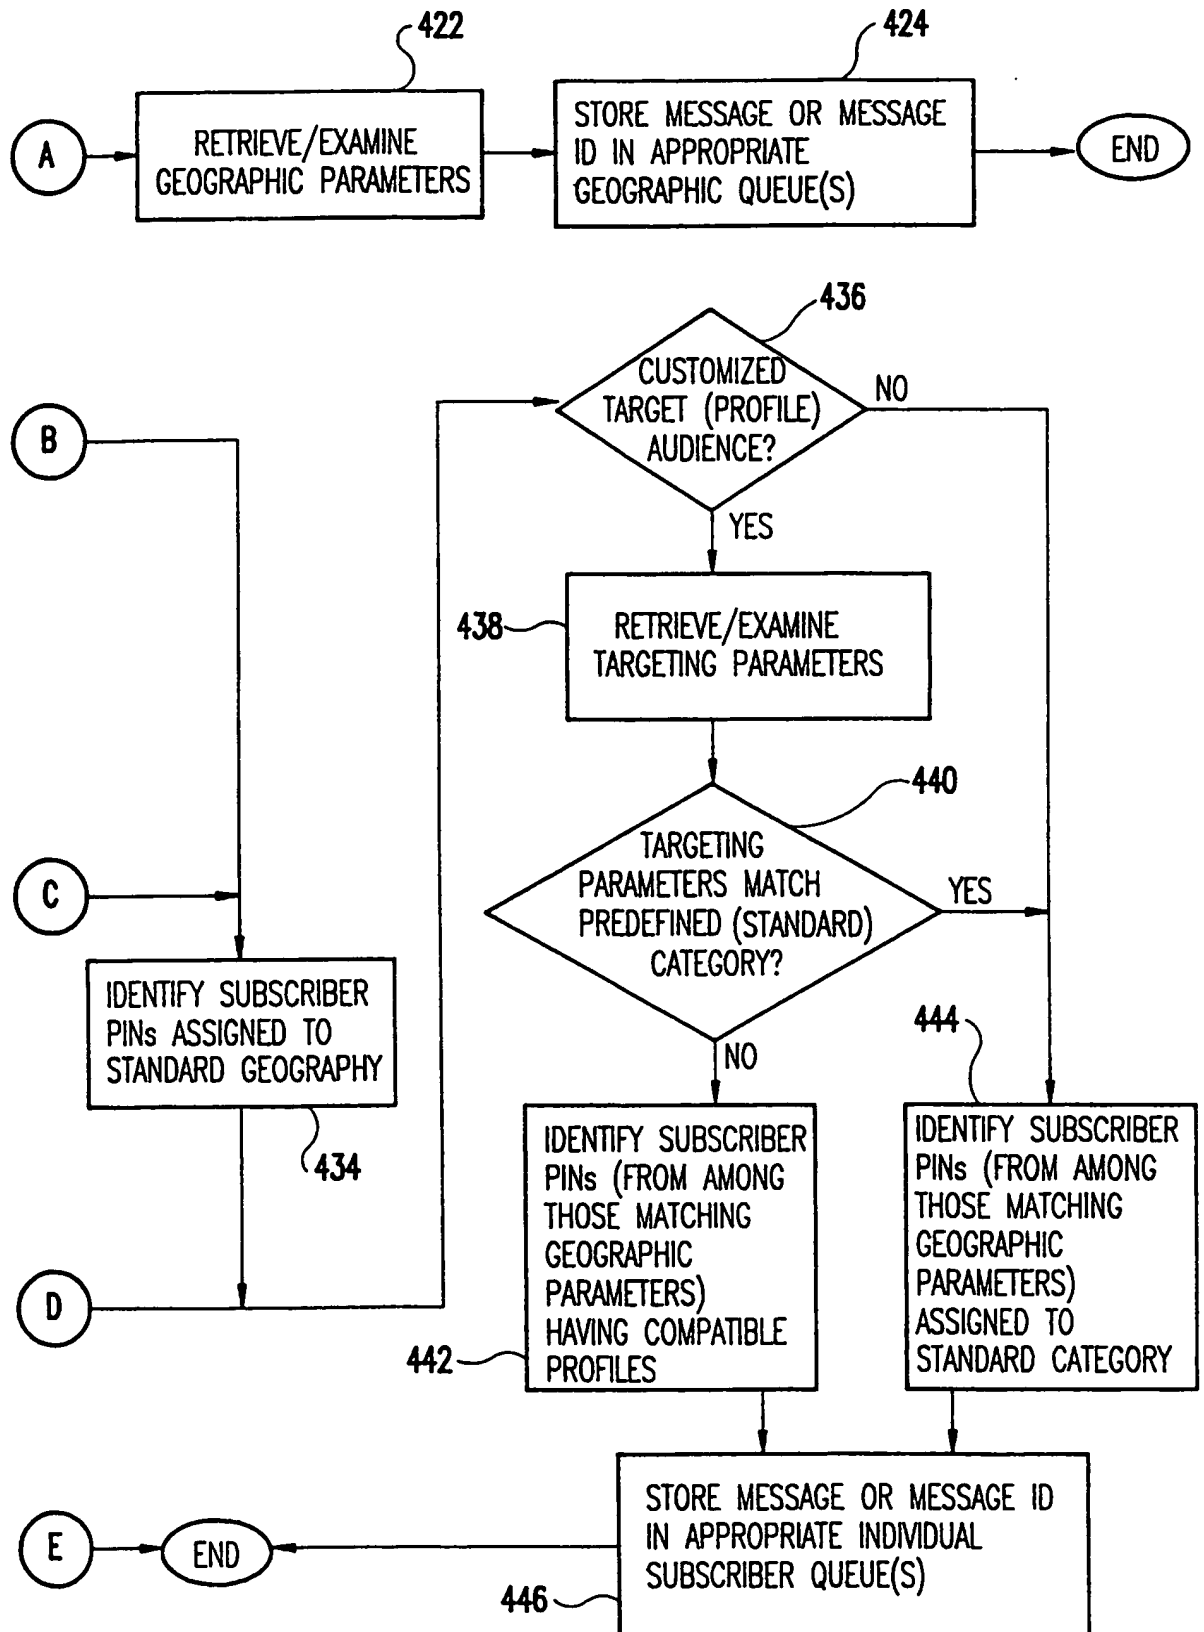 422
424
A
RETRIEVE/EXAMINE
GEOGRAPHIC PARAMETERS
STORE MESSAGE OR MESSAGE
ID IN APPROPRIATE
GEOGRAPHIC QUEUE(S)
END
436
CUSTOMIZED
TARGET (PROFILE)
AUDIENCE?
NO
B
YES
438
RETRIEVE/EXAMINE
TARGETING PARAMETERS
440
TARGETING
PARAMETERS MATCH
PREDEFINED (STANDARD)
CATEGORY?
YES
C
IDENTIFY SUBSCRIBER
PINs ASSIGNED TO
STANDARD GEOGRAPHY
434
NO
444
IDENTIFY SUBSCRIBER
PINs (FROM AMONG
THOSE MATCHING
GEOGRAPHIC
PARAMETERS)
HAVING COMPATIBLE
PROFILES
442
IDENTIFY SUBSCRIBER
PINs (FROM AMONG
THOSE MATCHING
GEOGRAPHIC
PARAMETERS)
ASSIGNED TO
STANDARD CATEGORY
D
STORE MESSAGE OR MESSAGE ID
IN APPROPRIATE INDIVIDUAL
SUBSCRIBER QUEUE(S)
446
E
END